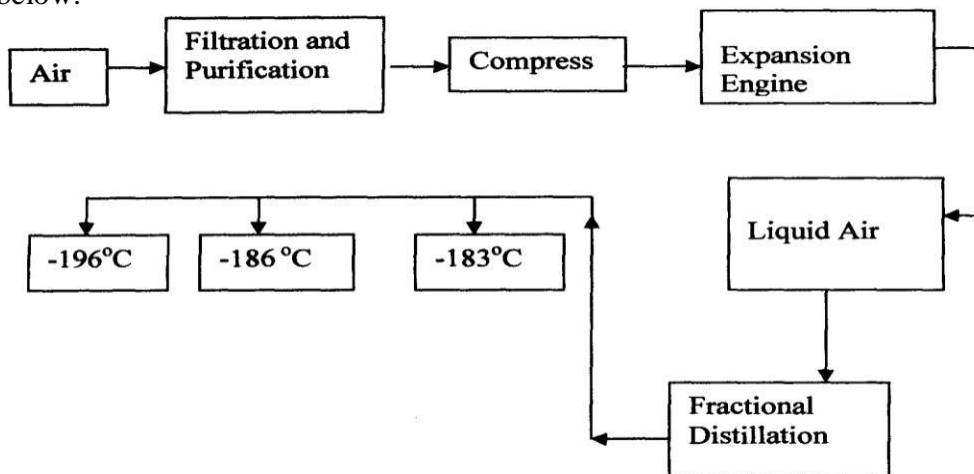 below.
Air
Filtration and
Purification
Compress
Expansion
Engine
-196°C
-186 °C
-183°C
Liquid Air
Fractional
Distillation